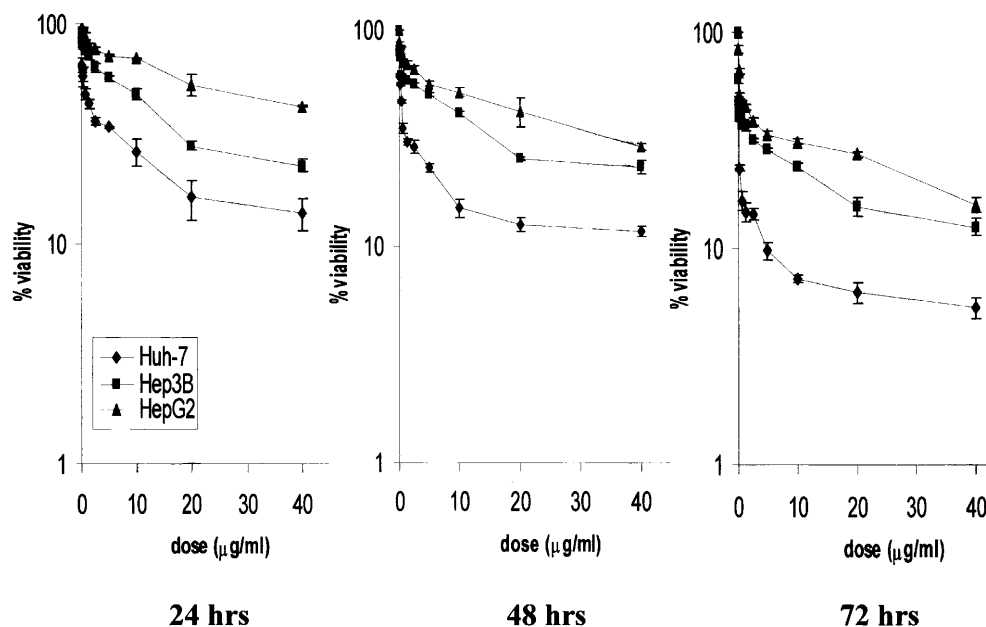 100
10
1
% viability
Huh-7
Hep3B
HepG2
0 10 20 30 40
dose (µg/ml)
24 hrs
100
10
1
% viability
0 10 20 30 40
dose (µg/ml)
48 hrs
100
10
1
% viability
0 10 20 30 40
dose (µg/ml)
72 hrs